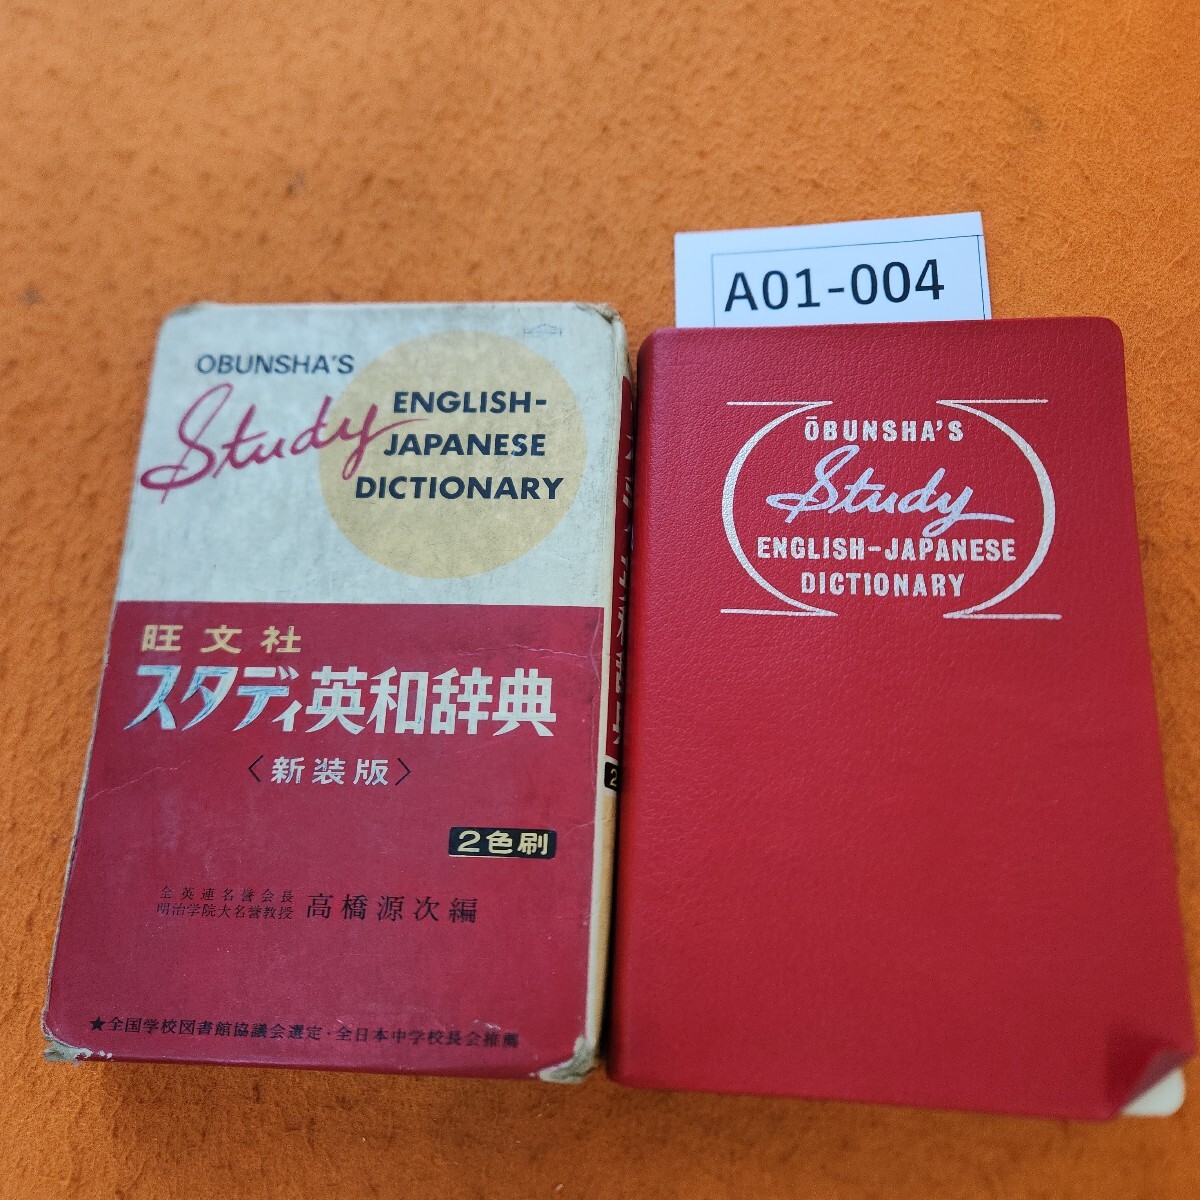 A01-004
OBUNSHA'S
Study
ENGLISH-
JAPANESE
DICTIONARY
旺文社
スタディ英和辞典
〈新装版〉
2色刷
全英連名誉会長
明治学院大名誉教授
高橋源次編
★全国学校図書館協議会選定・全日本中学校長会推薦
ŌBUNSHA'S
Study
ENGLISH-JAPANESE
DICTIONARY